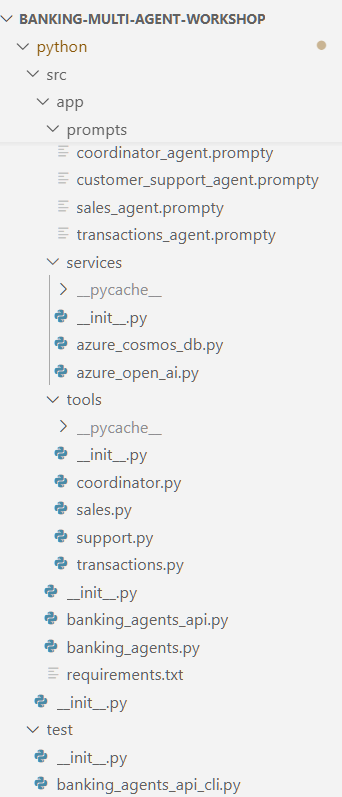 BANKING-MULTI-AGENT-WORKSHOP
python
src
app
prompts
coordinator_agent.prompty
customer_support_agent.prompty
sales_agent.prompty
transactions_agent.prompty
services
__pycache__
__init__.py
azure_cosmos_db.py
azure_open_ai.py
tools
__pycache__
__init__.py
coordinator.py
sales.py
support.py
transactions.py
__init__.py
banking_agents_api.py
banking_agents.py
requirements.txt
__init__.py
test
__init__.py
banking_agents_api_cli.py